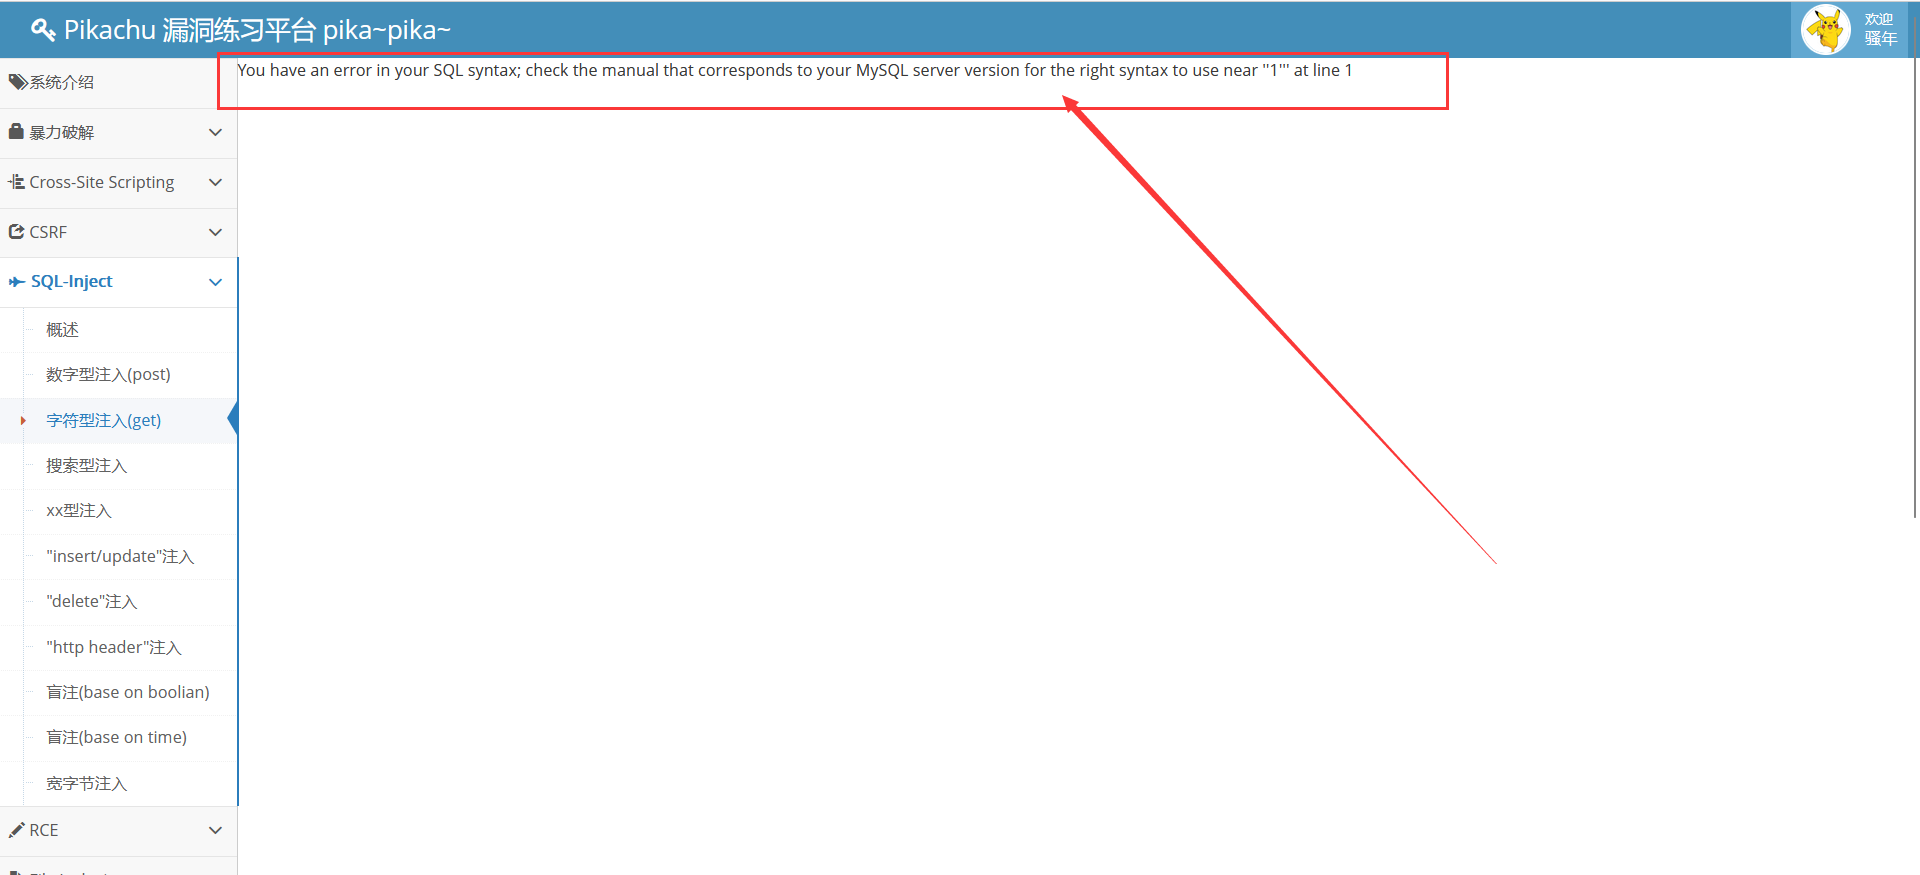 Pikachu 漏洞练习平台 pika~pika~
欢迎
骚年
You have an error in your SQL syntax; check the manual that corresponds to your MySQL server version for the right syntax to use near ''1''' at line 1
系统介绍
暴力破解
Cross-Site Scripting
CSRF
SQL-Inject
概述
数字型注入(post)
字符型注入(get)
搜索型注入
xx型注入
"insert/update"注入
"delete"注入
"http header"注入
盲注(base on boolian)
盲注(base on time)
宽字节注入
RCE